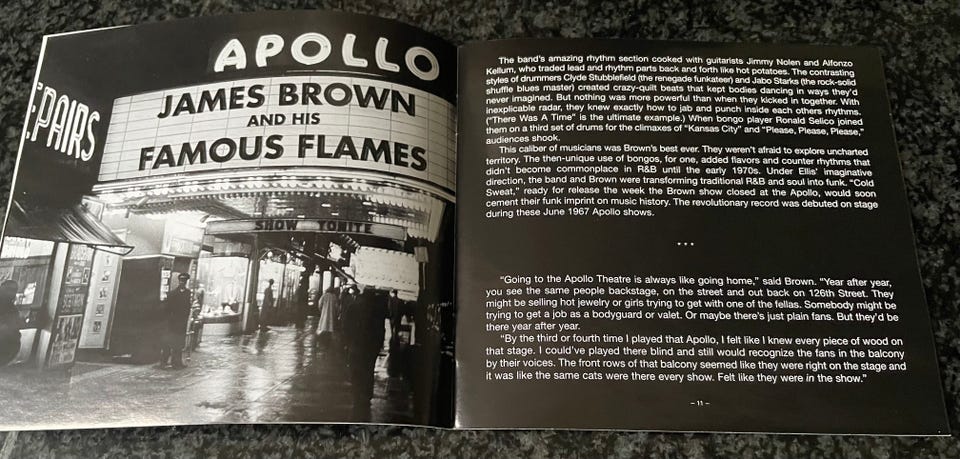 APOLLO
JAMES BROWN
AND HIS
FAMOUS FLAMES
EPAIRS
SHOW TONITE
The band's amazing rhythm section cooked with guitarists Jimmy Nolen and Alfonzo
Kellum, who traded lead and rhythm parts back and forth like hot potatoes. The contrasting
styles of drummers Clyde Stubblefield (the renegade funkateer) and Jabo Starks (the rock-solid
shuffle blues master) created crazy-quilt beats that kept bodies dancing in ways they'd
never imagined. But nothing was more powerful than when they kicked in together. With
inexplicable radar, they knew exactly how to jab and punch inside each others rhythms.
("There Was A Time" is the ultimate example.) When bongo player Ronald Selico joined
them on a third set of drums for the climaxes of "Kansas City" and "Please, Please, Please,"
audiences shook.
This caliber of musicians was Brown's best ever. They weren't afraid to explore uncharted
territory. The then-unique use of bongos, for one, added flavors and counter rhythms that
didn't become commonplace in R&B until the early 1970s. Under Ellis' imaginative
direction, the band and Brown were transforming traditional R&B and soul into funk. "Cold
Sweat," ready for release the week the Brown show closed at the Apollo, would soon
cement their funk imprint on music history. The revolutionary record was debuted on stage
during these June 1967 Apollo shows.
* * *
"Going to the Apollo Theatre is always like going home," said Brown. "Year after year,
you see the same people backstage, on the street and out back on 126th Street. They
might be selling hot jewelry or girls trying to get with one of the fellas. Somebody might be
trying to get a job as a bodyguard or valet. Or maybe there's just plain fans. But they'd be
there year after year.
"By the third or fourth time I played that Apollo, I felt like I knew every piece of wood on
that stage. I could've played there blind and still would recognize the fans in the balcony
by their voices. The front rows of that balcony seemed like they were right on the stage and
it was like the same cats were there every show. Felt like they were in the show."
– 11 –